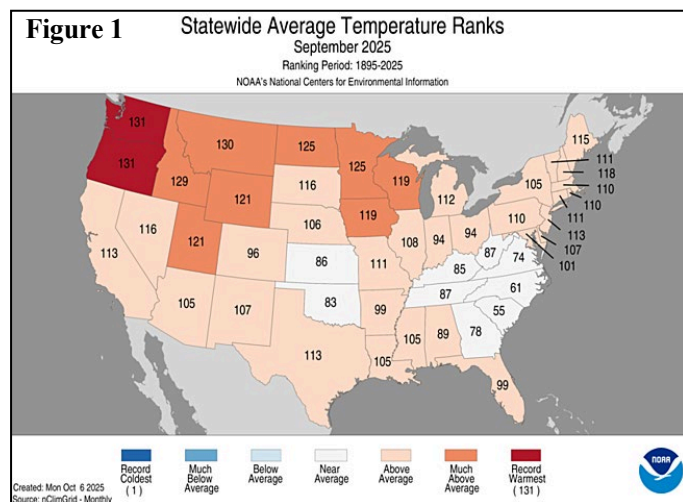 Figure 1
Statewide Average Temperature Ranks
September 2025
Ranking Period: 1895-2025
NOAA's National Centers for Environmental Information
131
131
130
129
125
125
119
119
121
121
116
106
116
113
96
86
83
105
107
113
111
99
105
108
94
94
112
110
105
115
111
118
110
110
111
113
107
101
85
87
74
87
61
55
78
105
89
99
Record
Coldest
( 1 )
Much
Below
Average
Below
Average
Near
Average
Above
Average
Much
Above
Average
Record
Warmest
( 131 )
Created: Mon Oct 6 2025
Source: nClimGrid - Monthly
NOAA